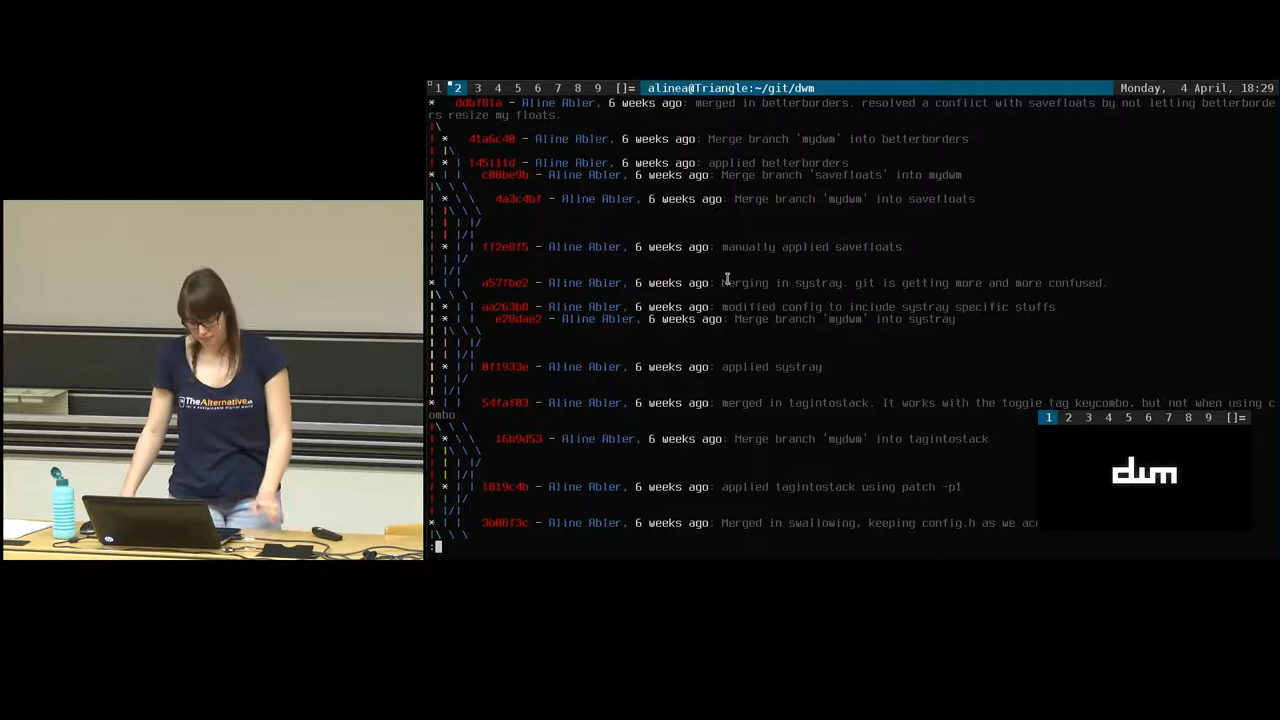 1 2 3 4 5 6 7 8 9 []= alinea@Triangle:~/git/dwm Monday, 4 April, 18:29
* ddbf81a - Aline Abler, 6 weeks ago: merged in betterborders. resolved a conflict with savefloats by not letting betterborde
rs resize my floats.
* 41a6c40 - Aline Abler, 6 weeks ago: Merge branch 'mydwm' into betterborders
* 145111d - Aline Abler, 6 weeks ago: applied betterborders
* c08be9b - Aline Abler, 6 weeks ago: Merge branch 'savefloats' into mydwm
* 4a3c4bf - Aline Abler, 6 weeks ago: Merge branch 'mydwm' into savefloats
* ff2e8f5 - Aline Abler, 6 weeks ago: manually applied savefloats
* a57fbe2 - Aline Abler, 6 weeks ago: Merging in systray. git is getting more and more confused.
* aa263b8 - Aline Abler, 6 weeks ago: modified config to include systray specific stuffs
* e28dae2 - Aline Abler, 6 weeks ago: Merge branch 'mydwm' into systray
* 0f1933e - Aline Abler, 6 weeks ago: applied systray
* 54faf03 - Aline Abler, 6 weeks ago: merged in tagintostack. It works with the toggle tag keycombo, but not when using c
ombo
* 16b9d53 - Aline Abler, 6 weeks ago: Merge branch 'mydwm' into tagintostack
* 1019c4b - Aline Abler, 6 weeks ago: applied tagintostack using patch -p1
* 3b08f3c - Aline Abler, 6 weeks ago: Merged in swallowing, keeping config.h as we
:
1 2 3 4 5 6 7 8 9 []=
dwm
TheAlternative.ch
for a sustainable digital world
hp